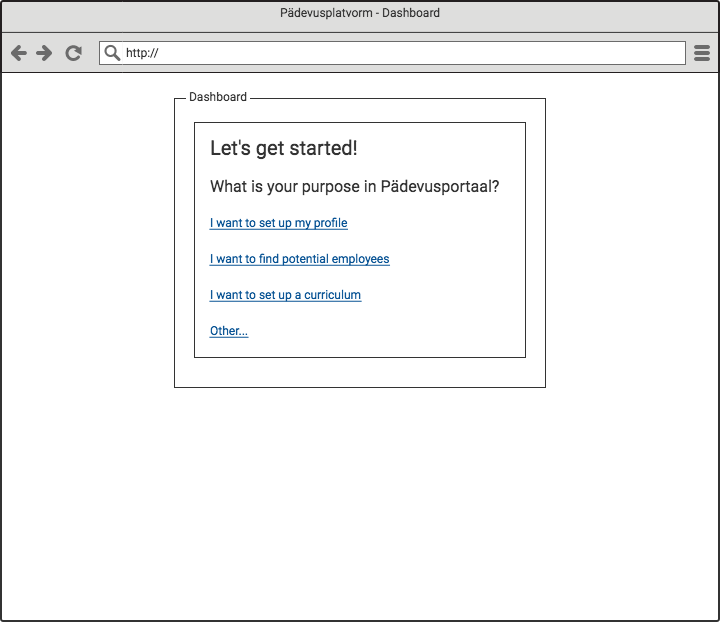 Pädevusplatvorm - Dashboard
http://
Dashboard
Let's get started!
What is your purpose in Pädevusportaal?
I want to set up my profile
I want to find potential employees
I want to set up a curriculum
Other...